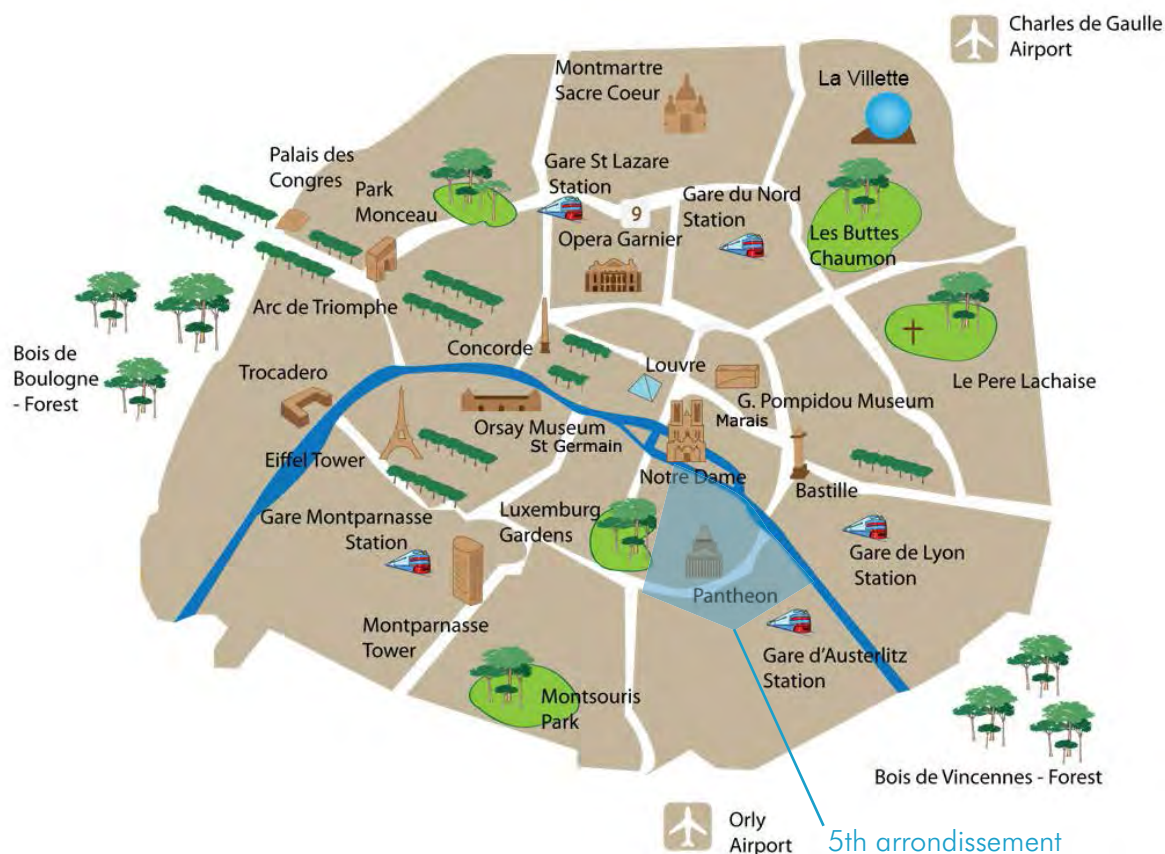 Charles de Gaulle
Airport
Montmartre
Sacre Coeur
La Villette
Palais des
Congres
Park
Monceau
Gare St Lazare
Station
9
Gare du Nord
Station
Opera Garnier
Les Buttes
Chaumon
Arc de Triomphe
Bois de
Boulogne
- Forest
Trocadero
Concorde
Louvre
Le Pere Lachaise
G. Pompidou Museum
Marais
Orsay Museum
St Germain
Eiffel Tower
Notre Dame
Bastille
Gare Montparnasse
Station
Luxemburg
Gardens
Gare de Lyon
Station
Pantheon
Montparnasse
Tower
Gare d'Austerlitz
Station
Montsouris
Park
Bois de Vincennes - Forest
Orly
Airport
5th arrondissement